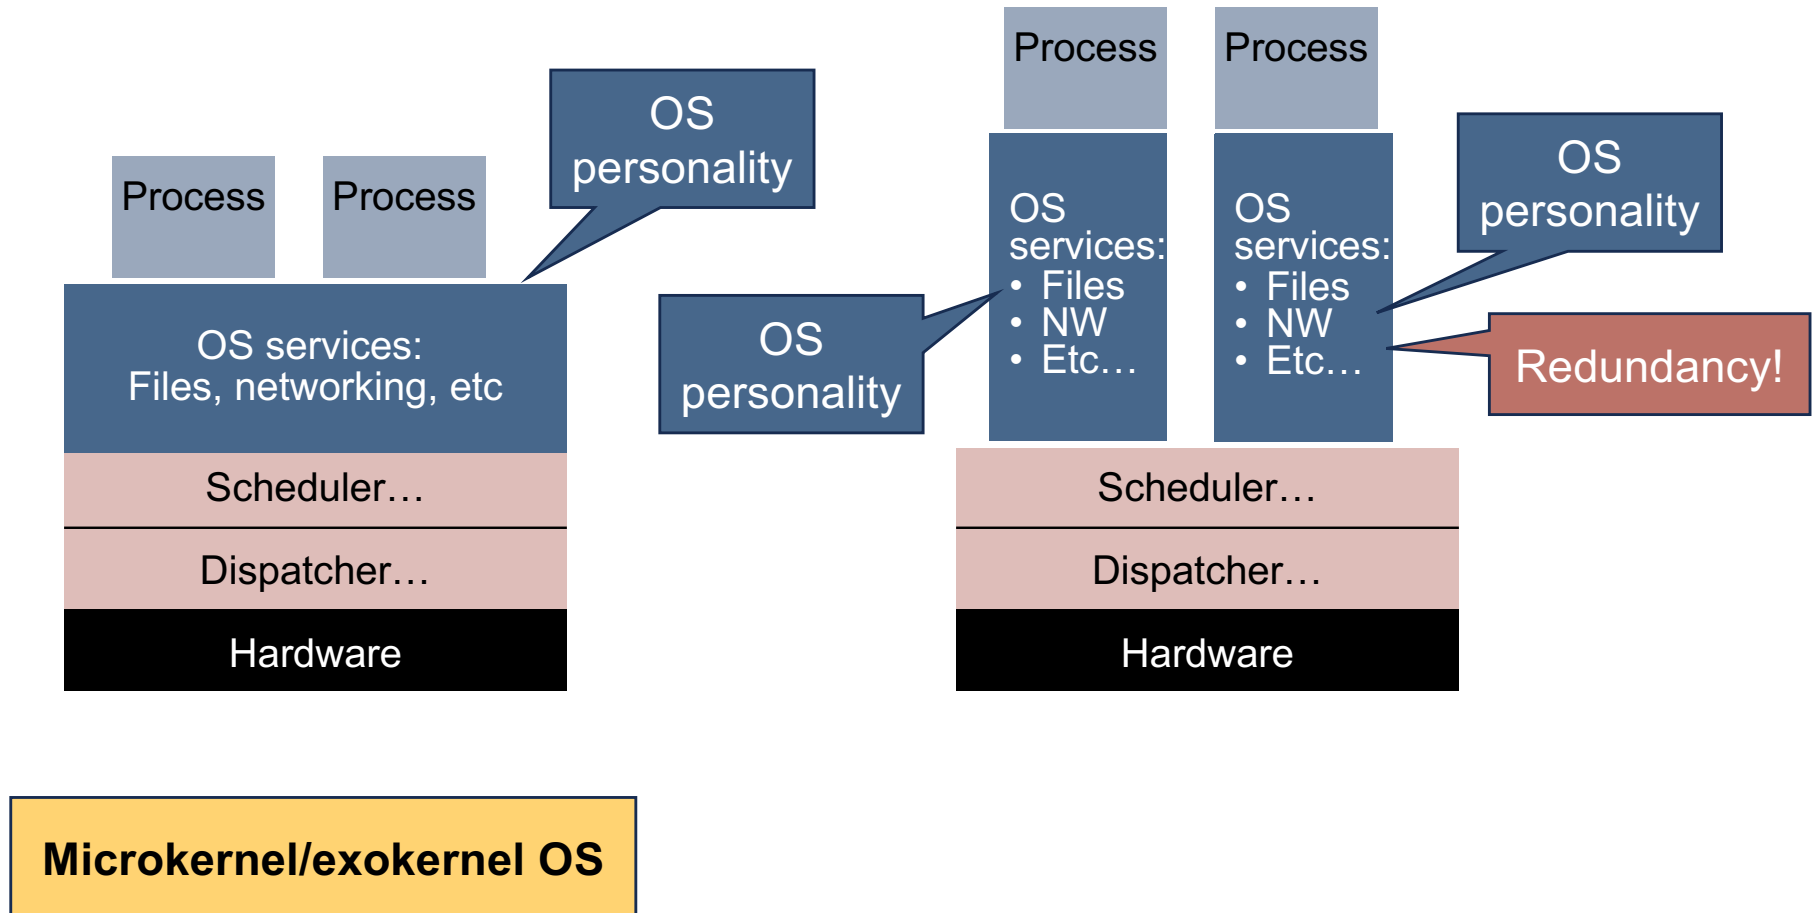 Process
Process
OS
personality
OS services:
Files, networking, etc
Scheduler…
Dispatcher…
Hardware
Process
Process
OS
personality
OS
services:
• Files
• NW
• Etc…
OS
services:
• Files
• NW
• Etc…
OS
personality
Redundancy!
Scheduler…
Dispatcher…
Hardware
Microkernel/exokernel OS